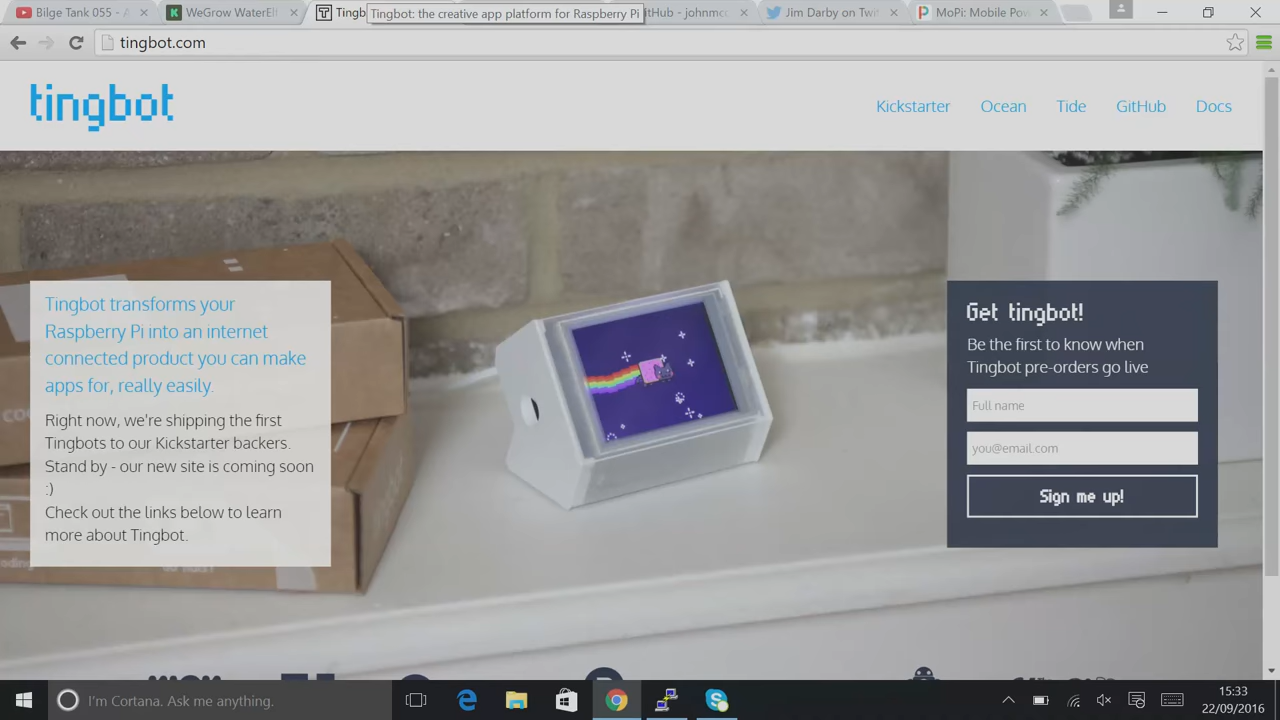 Bilge Tank 055 - A
WeGrow WaterElf
Tingb
Tingbot: the creative app platform for Raspberry Pi
itHub - johnmcc
Jim Darby on Twi
MoPi: Mobile Pow
tingbot.com
tingbot
Kickstarter
Ocean
Tide
GitHub
Docs
Tingbot transforms your
Raspberry Pi into an internet
connected product you can make
apps for, really easily.
Right now, we're shipping the first
Tingbots to our Kickstarter backers.
Stand by - our new site is coming soon
:)
Check out the links below to learn
more about Tingbot.
Get tingbot!
Be the first to know when
Tingbot pre-orders go live
Full name
you@email.com
Sign me up!
I'm Cortana. Ask me anything.
15:33
22/09/2016